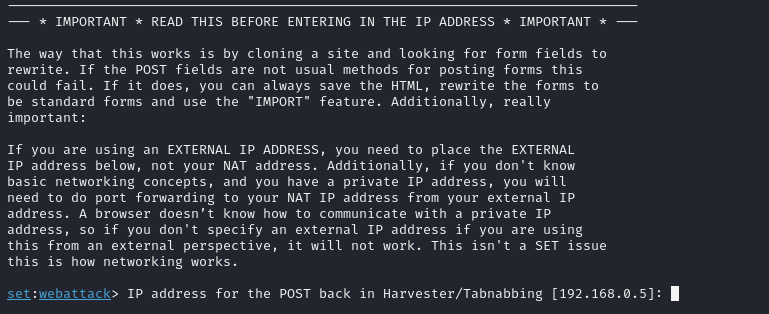 --- * IMPORTANT * READ THIS BEFORE ENTERING IN THE IP ADDRESS * IMPORTANT * ---
The way that this works is by cloning a site and looking for form fields to
rewrite. If the POST fields are not usual methods for posting forms this
could fail. If it does, you can always save the HTML, rewrite the forms to
be standard forms and use the "IMPORT" feature. Additionally, really
important:
If you are using an EXTERNAL IP ADDRESS, you need to place the EXTERNAL
IP address below, not your NAT address. Additionally, if you don't know
basic networking concepts, and you have a private IP address, you will
need to do port forwarding to your NAT IP address from your external IP
address. A browser doesn’t know how to communicate with a private IP
address, so if you don't specify an external IP address if you are using
this from an external perspective, it will not work. This isn't a SET issue
this is how networking works.
set:webattack> IP address for the POST back in Harvester/Tabnabbing [192.168.0.5]: